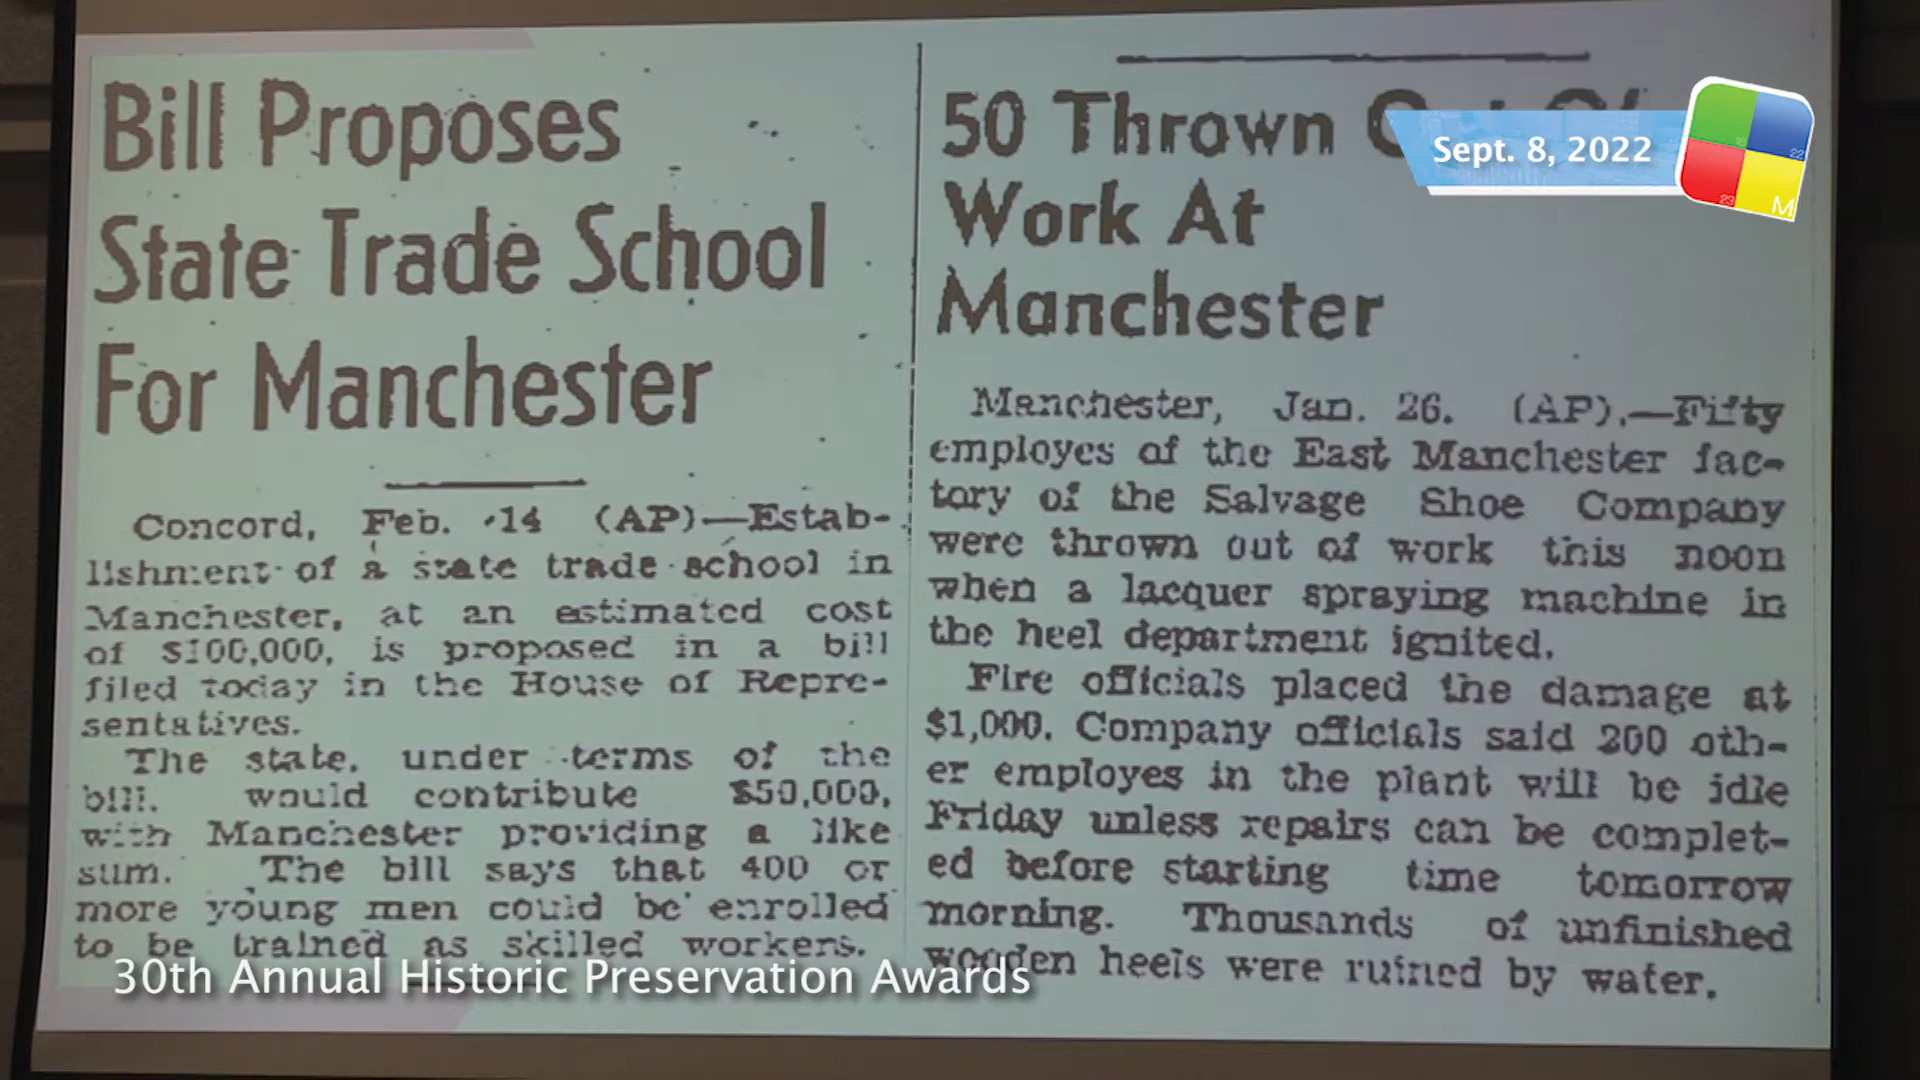 Bill Proposes
State Trade School
For Manchester
Concord, Feb. 14 (AP)—Estab-
lishment of a state trade school in
Manchester, at an estimated cost
of $100,000, is proposed in a bill
filed today in the House of Repre-
sentatives.
The state, under terms of the
bill, would contribute $50,000,
with Manchester providing a like
sum. The bill says that 400 or
more young men could be enrolled
to be trained as skilled workers.
50 Thrown Out Of
Work At
Manchester
Manchester, Jan. 26. (AP).—Fifty
employes of the East Manchester fac-
tory of the Salvage Shoe Company
were thrown out of work this noon
when a lacquer spraying machine in
the heel department ignited.
Fire officials placed the damage at
$1,000. Company officials said 200 oth-
er employes in the plant will be idle
Friday unless repairs can be complet-
ed before starting time tomorrow
morning. Thousands of unfinished
wooden heels were ruined by water.
Sept. 8, 2022
16
22
23
M
30th Annual Historic Preservation Awards